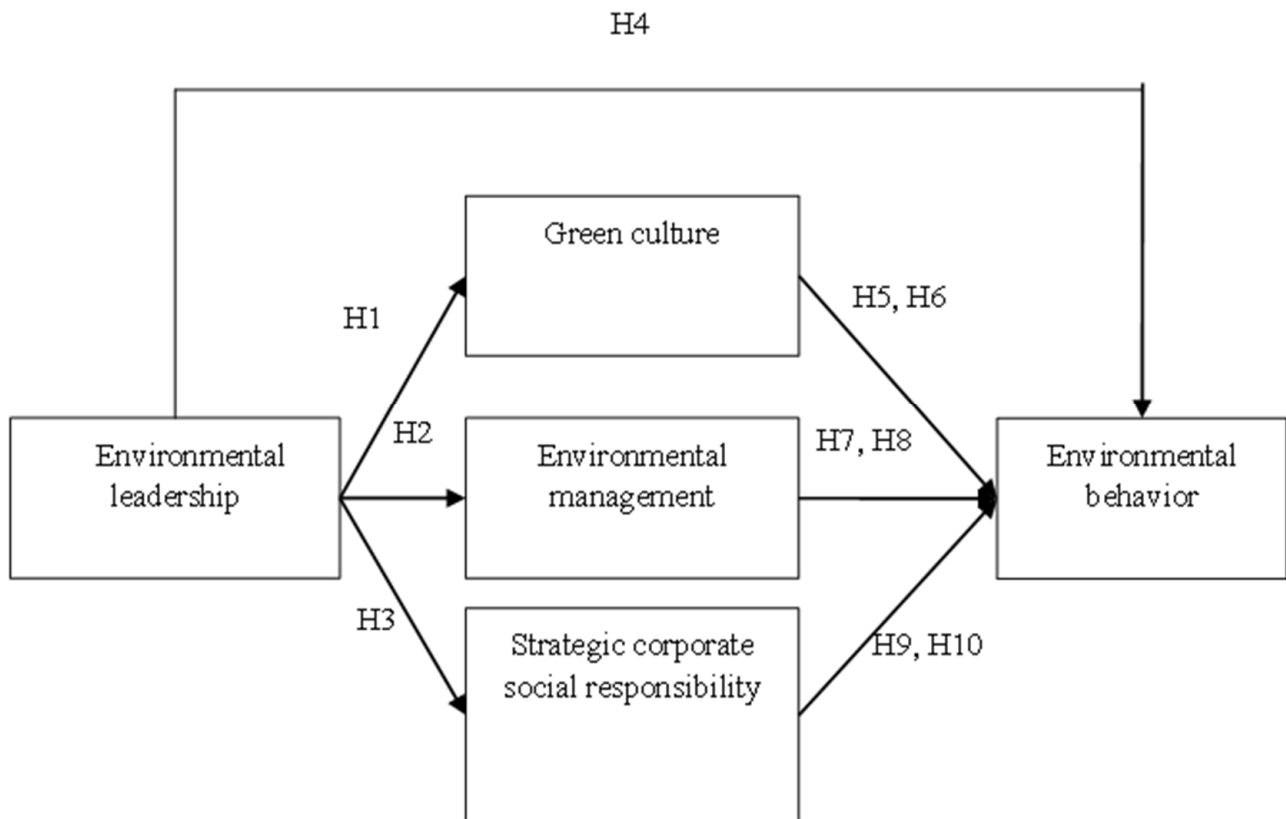 H4
Green culture
H5, H6
H1
H2
H7, H8
Environmental
leadership
Environmental
management
Environmental
behavior
H3
Strategic corporate
social responsibility
H9, H10